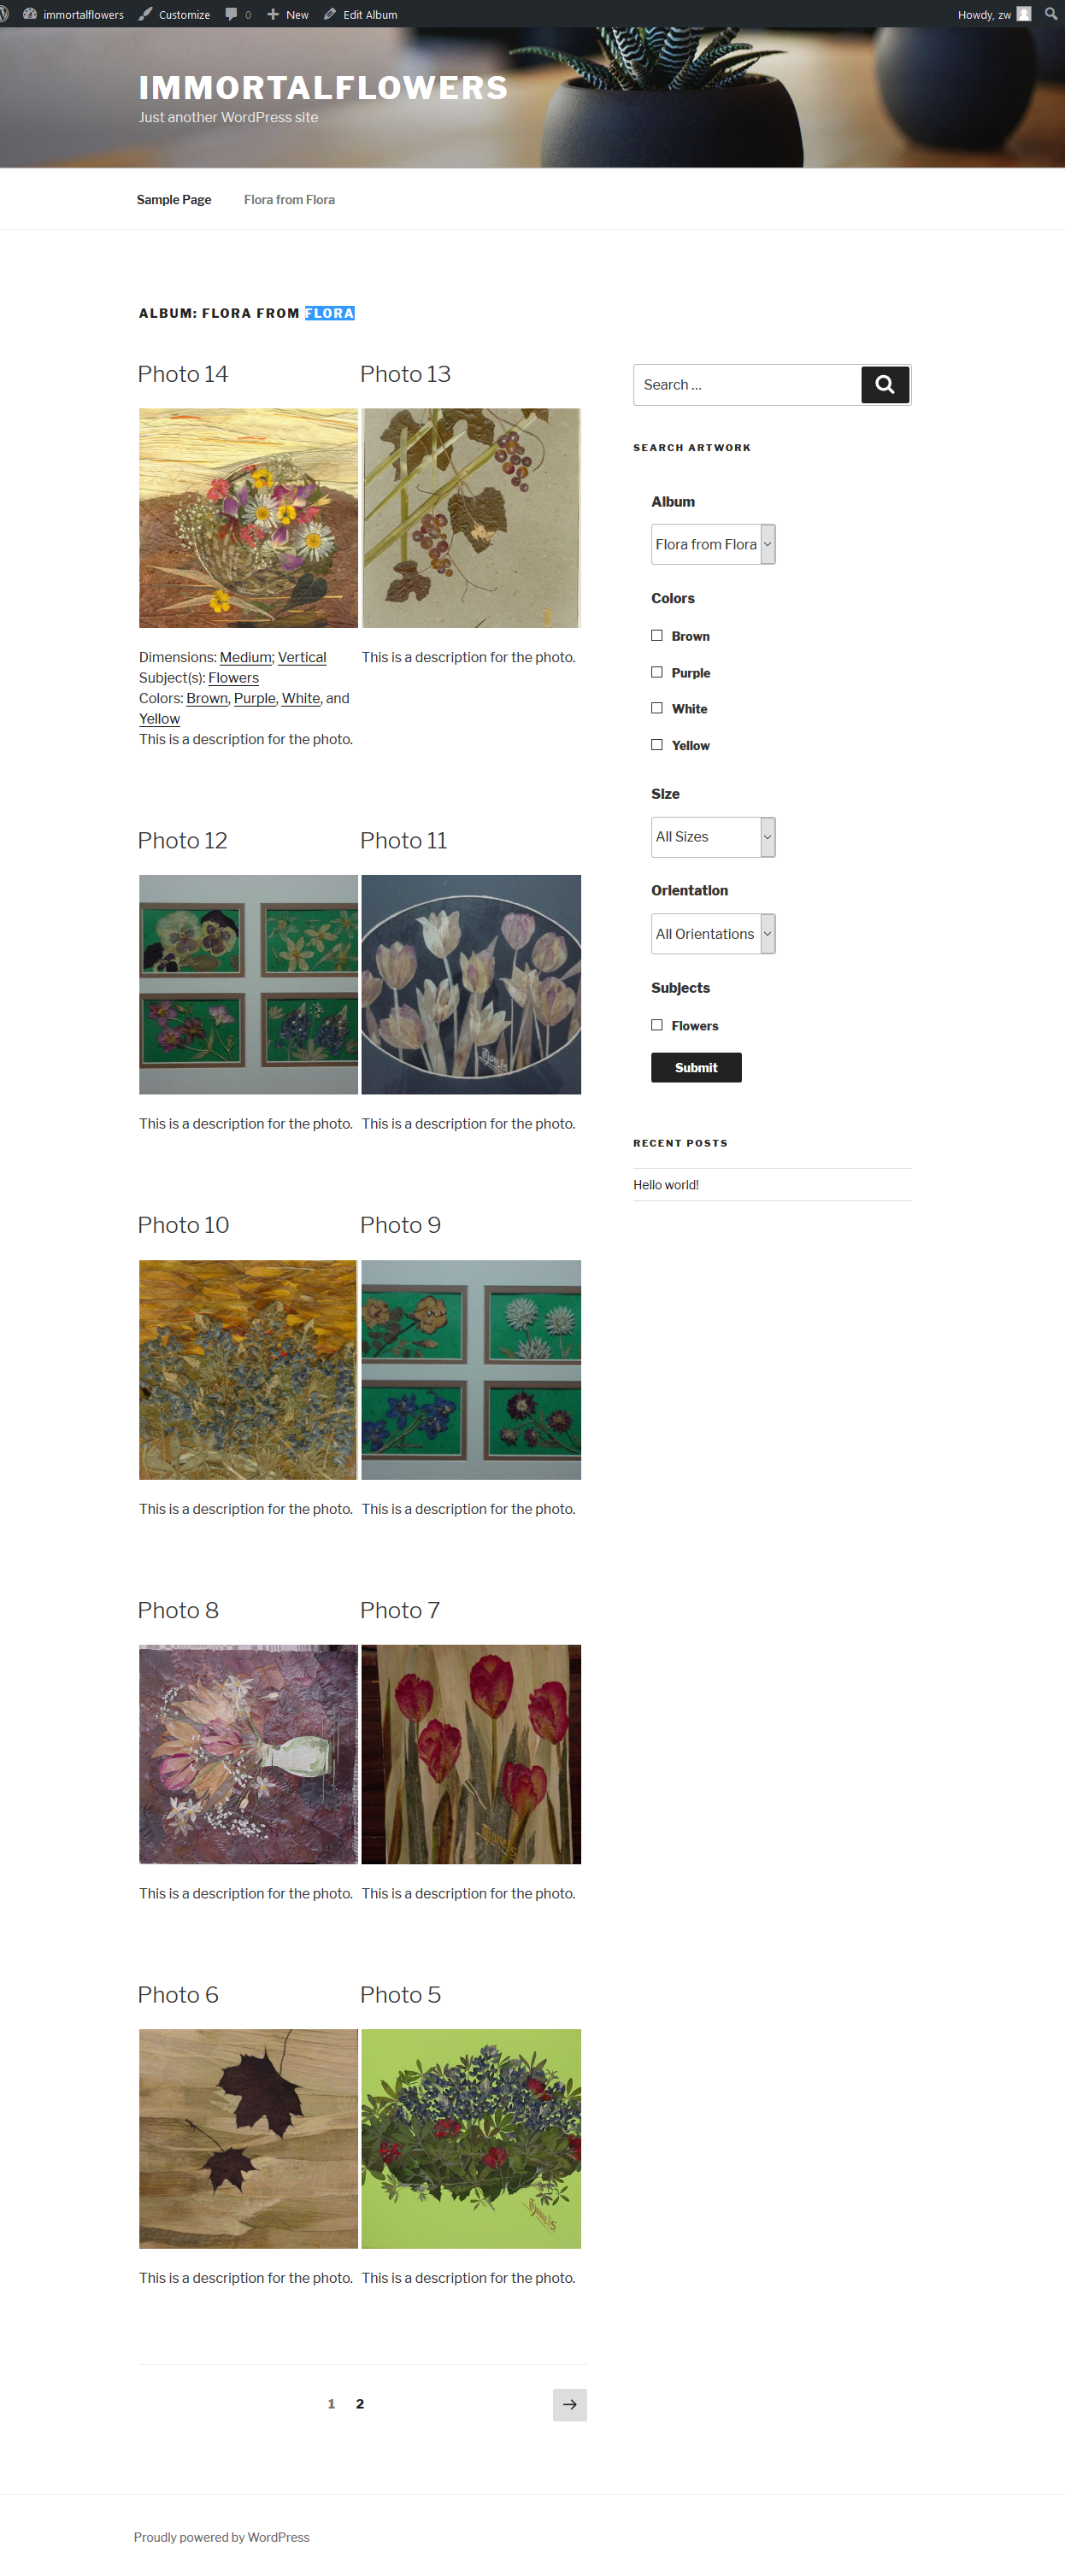 immortalflowers Customize 0 New Edit Album Howdy, zw
IMMORTALFLOWERS
Just another WordPress site
Sample Page Flora from Flora
ALBUM: FLORA FROM FLORA
Photo 14 Photo 13
Dimensions: Medium; Vertical
Subject(s): Flowers
Colors: Brown, Purple, White, and
Yellow
This is a description for the photo.
This is a description for the photo.
Photo 12 Photo 11
This is a description for the photo. This is a description for the photo.
Photo 10 Photo 9
This is a description for the photo. This is a description for the photo.
Photo 8 Photo 7
This is a description for the photo. This is a description for the photo.
Photo 6 Photo 5
This is a description for the photo. This is a description for the photo.
1 2 →
Search ...
SEARCH ARTWORK
Album
Flora from Flora
Colors
Brown
Purple
White
Yellow
Size
All Sizes
Orientation
All Orientations
Subjects
Flowers
Submit
RECENT POSTS
Hello world!
Proudly powered by WordPress